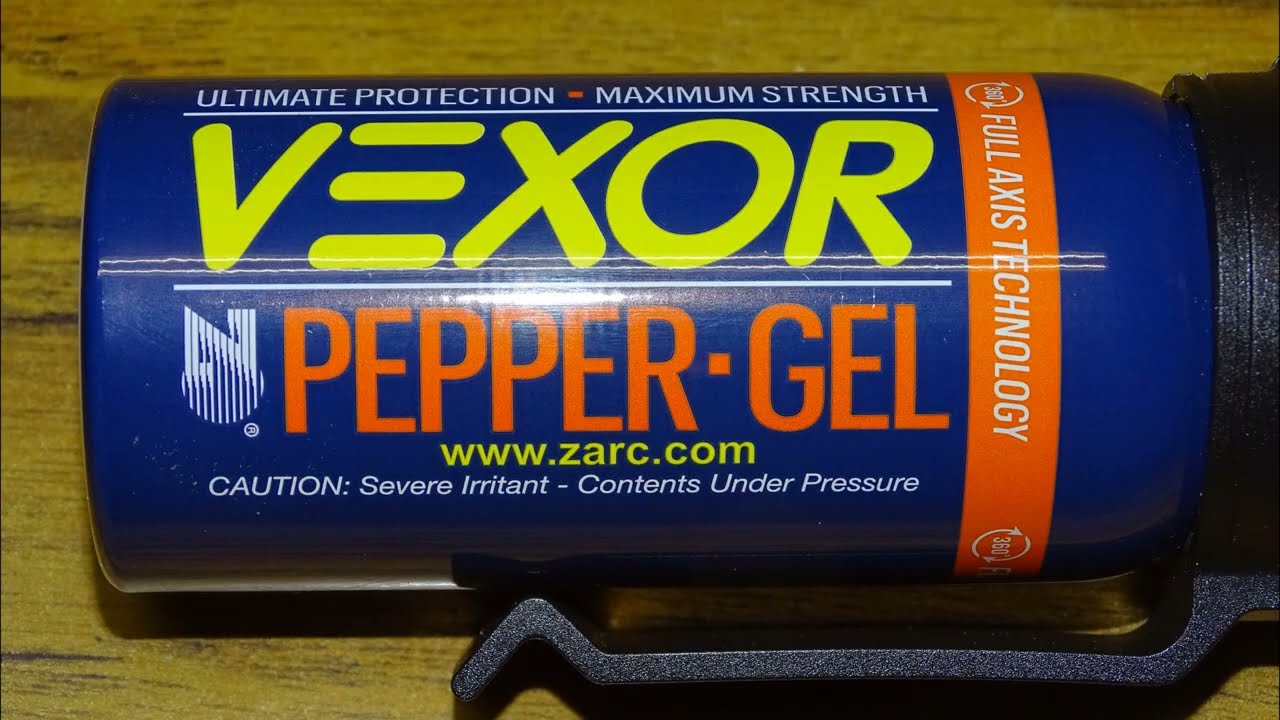 ULTIMATE PROTECTION - MAXIMUM STRENGTH
VEXOR
Z
®
PEPPER·GEL
www.zarc.com
CAUTION: Severe Irritant - Contents Under Pressure
360°
FULL AXIS TECHNOLOGY
360°